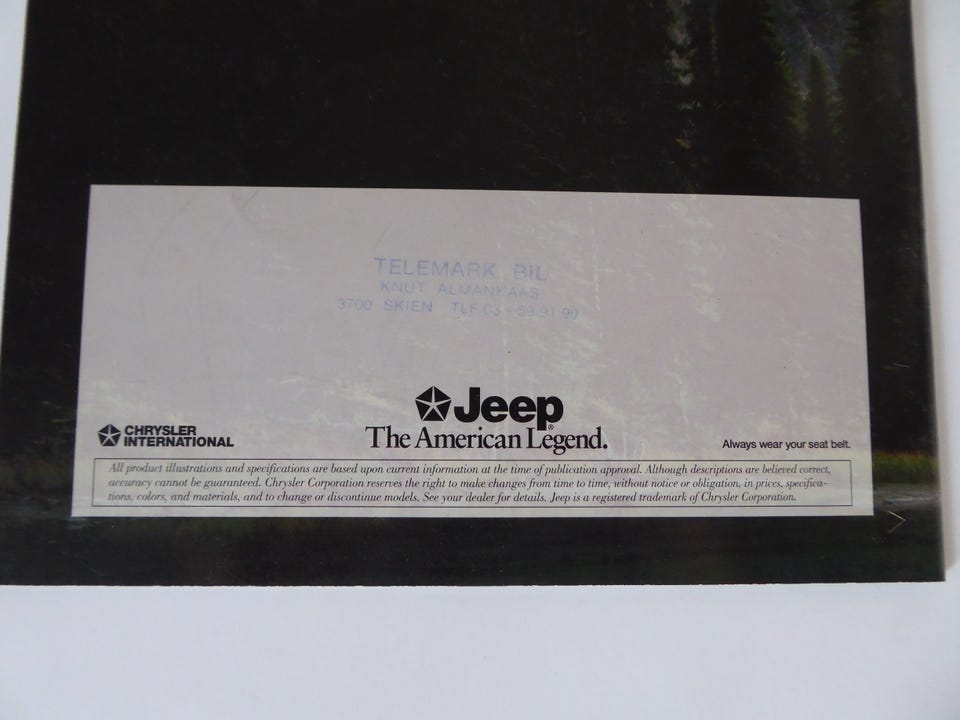 TELEMARK BIL
KNUT ALMANKAAS
3700 SKIEN TLF.03 - 59 91 90
Jeep®
The American Legend.
CHRYSLER
INTERNATIONAL
Always wear your seat belt.
All product illustrations and specifications are based upon current information at the time of publication approval. Although descriptions are believed correct,
accuracy cannot be guaranteed. Chrysler Corporation reserves the right to make changes from time to time, without notice or obligation, in prices, specifica-
tions, colors, and materials, and to change or discontinue models. See your dealer for details. Jeep is a registered trademark of Chrysler Corporation.